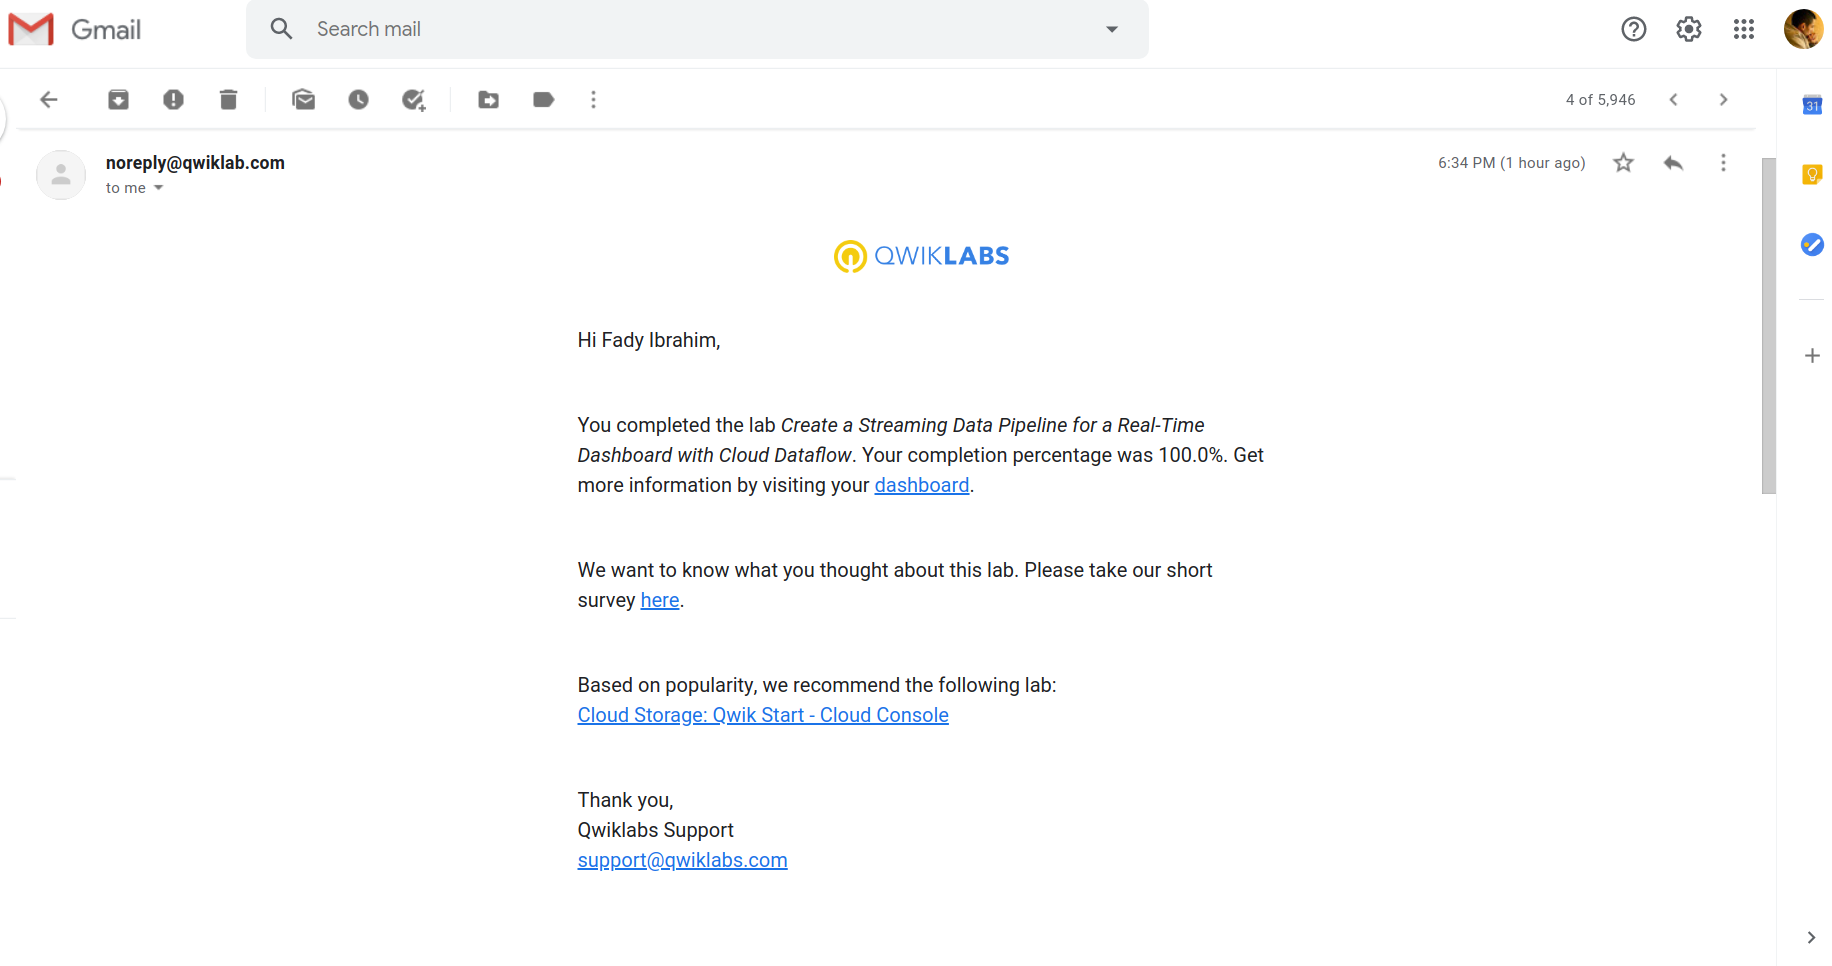 Gmail
Search mail
4 of 5,946
31
noreply@qwiklab.com
6:34 PM (1 hour ago)
to me
QWIKLABS
Hi Fady Ibrahim,
You completed the lab Create a Streaming Data Pipeline for a Real-Time
Dashboard with Cloud Dataflow. Your completion percentage was 100.0%. Get
more information by visiting your dashboard.
We want to know what you thought about this lab. Please take our short
survey here.
Based on popularity, we recommend the following lab:
Cloud Storage: Qwik Start - Cloud Console
Thank you,
Qwiklabs Support
support@qwiklabs.com